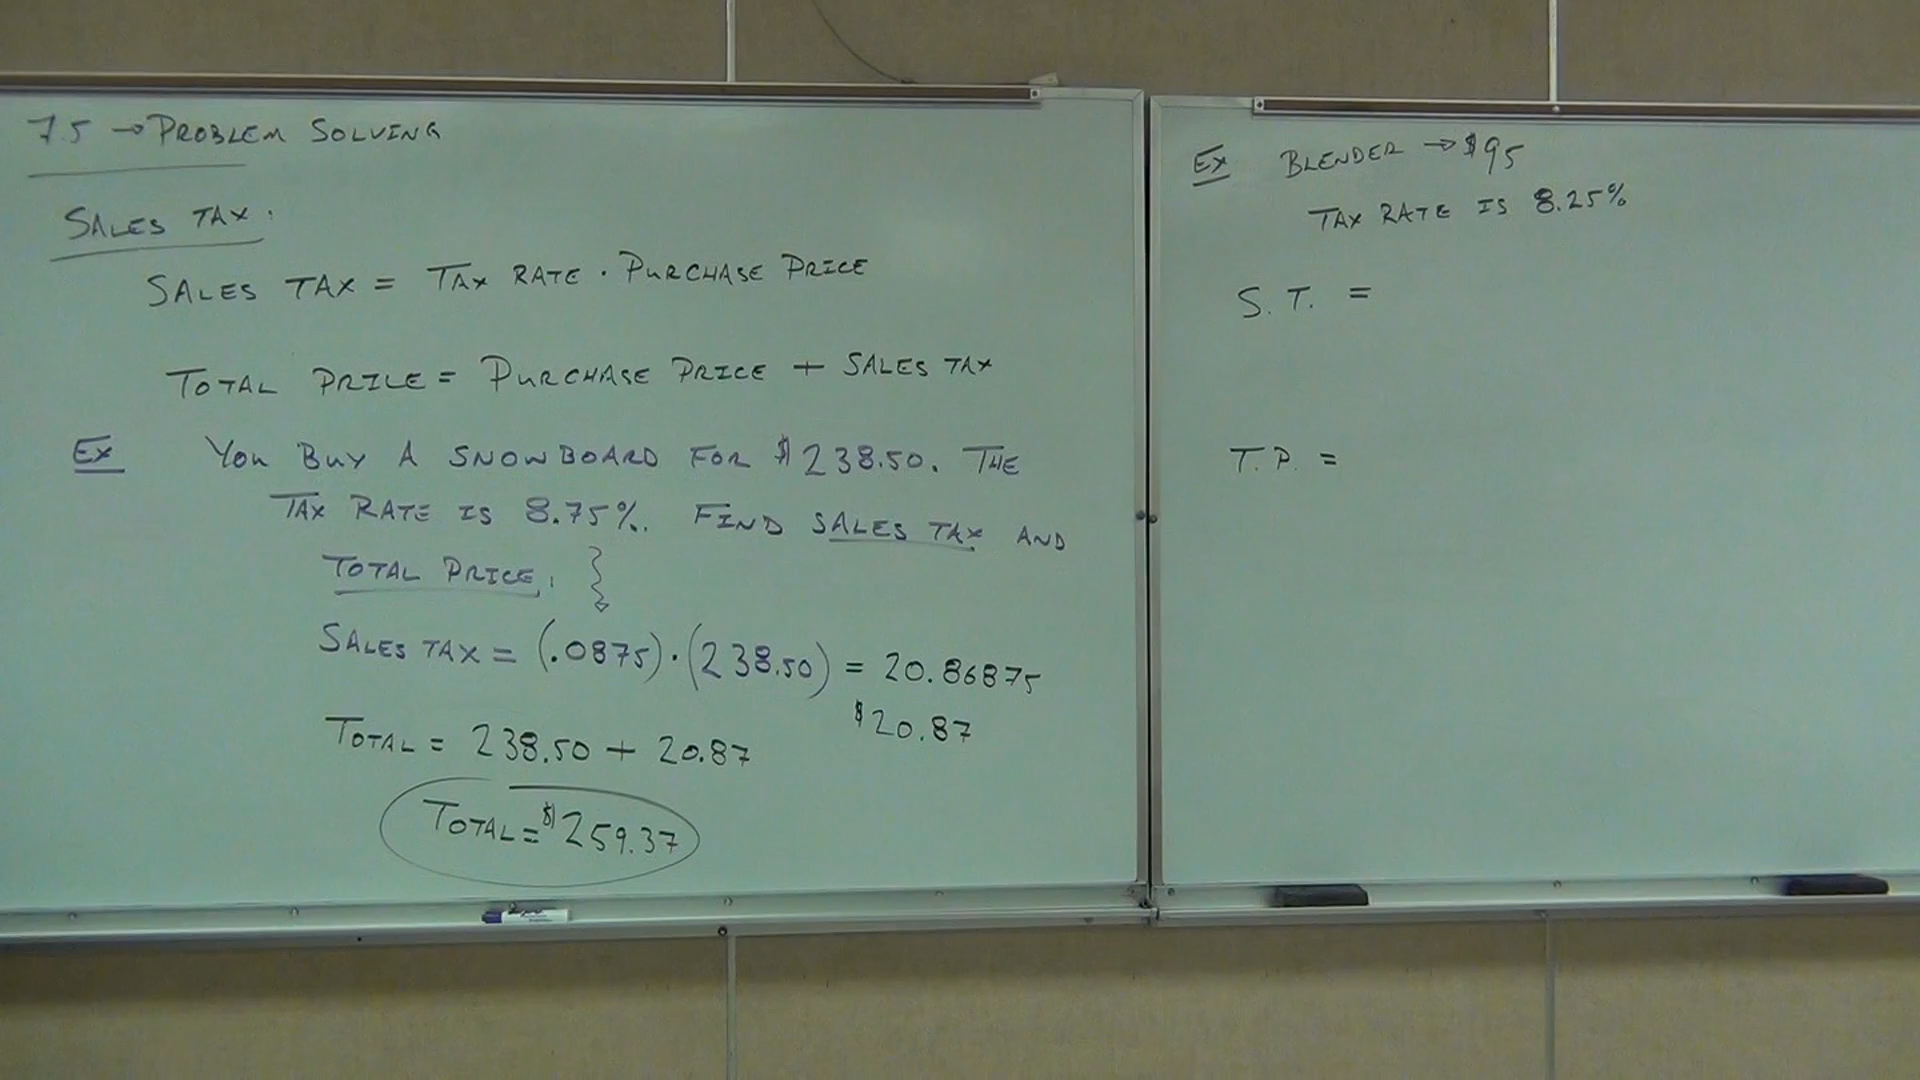 7.5 → PROBLEM SOLVING
SALES TAX.
SALES TAX = TAX RATE · PURCHASE PRICE
TOTAL PRICE = PURCHASE PRICE + SALES TAX
EX YOU BUY A SNOWBOARD FOR $238.50. THE
TAX RATE IS 8.75%. FIND SALES TAX AND
TOTAL PRICE.
SALES TAX = (.0875)·(238.50) = 20.86875
$20.87
TOTAL = 238.50 + 20.87
TOTAL = $259.37
EX BLENDER → $95
TAX RATE IS 8.25%
S.T. =
T.P. =